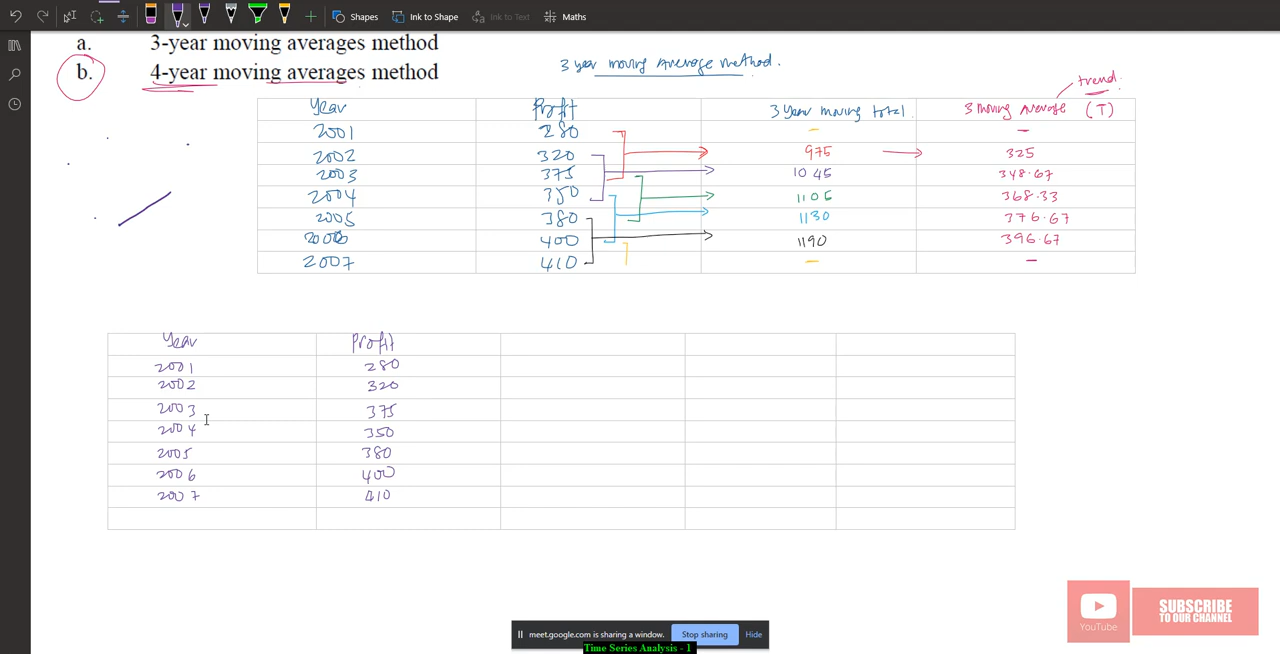 Shapes Ink to Shape Ink to Text Maths
a. 3-year moving averages method
b. 4-year moving averages method
3 year moving Average method.
trend.
Year Profit 3 Year moving total. 3 moving Average (T)
2001 280 - -
2002 320 975 325
2003 375 1045 348.67
2004 350 1105 368.33
2005 380 1130 376.67
2006 400 1190 396.67
2007 410 - -
Year Profit
2001 280
2002 320
2003 375
2004 350
2005 380
2006 400
2007 410
YouTube
SUBSCRIBE
TO OUR CHANNEL
meet.google.com is sharing a window. Stop sharing Hide
Time Series Analysis - 1